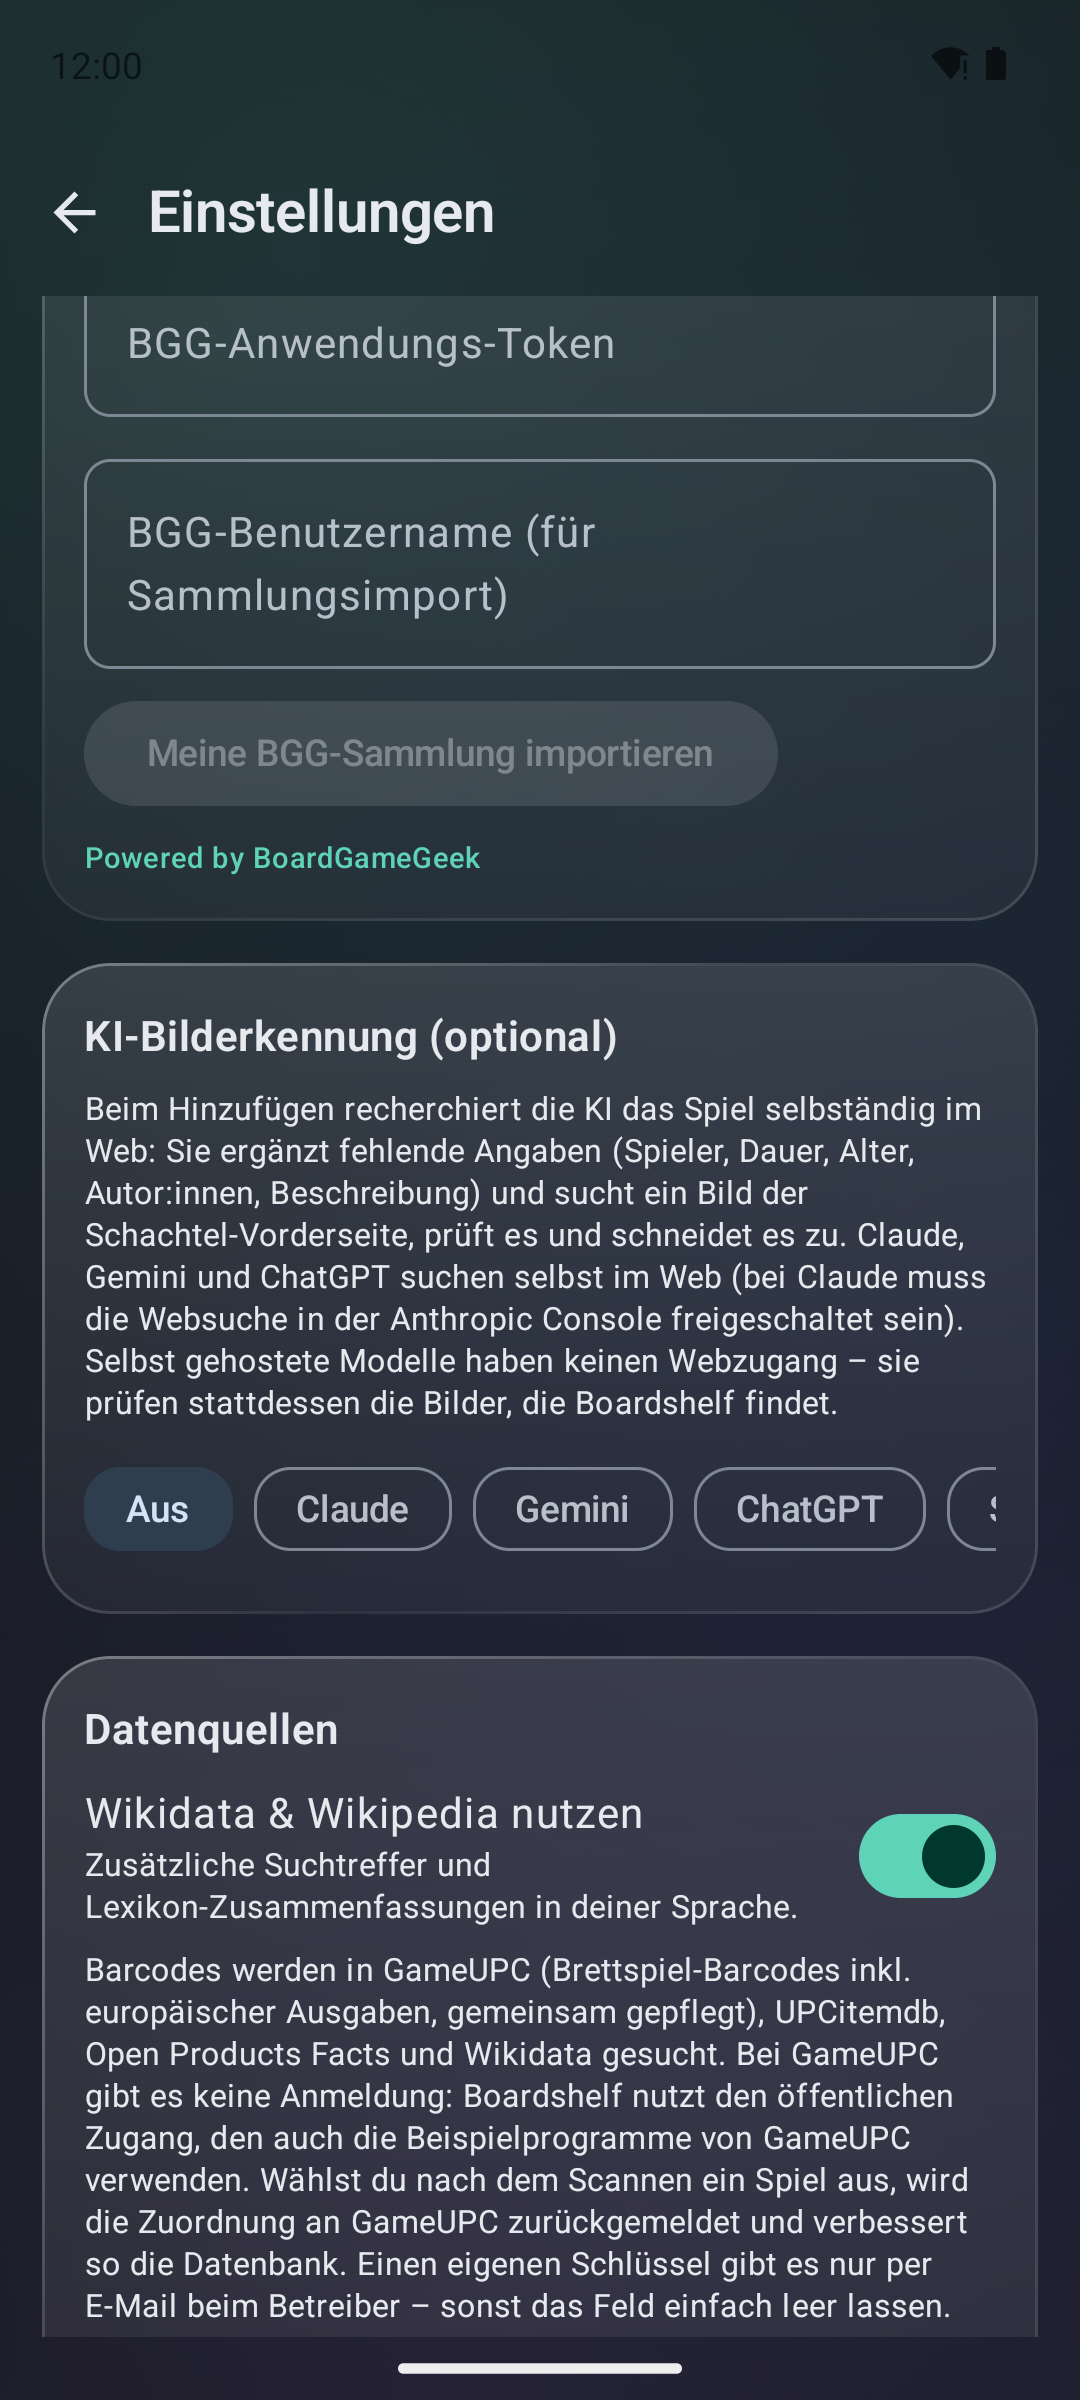 12:00
Einstellungen
BGG-Anwendungs-Token
BGG-Benutzername (für
Sammlungsimport)
Meine BGG-Sammlung importieren
Powered by BoardGameGeek
KI-Bilderkennung (optional)
Beim Hinzufügen recherchiert die KI das Spiel selbständig im
Web: Sie ergänzt fehlende Angaben (Spieler, Dauer, Alter,
Autor:innen, Beschreibung) und sucht ein Bild der
Schachtel-Vorderseite, prüft es und schneidet es zu. Claude,
Gemini und ChatGPT suchen selbst im Web (bei Claude muss
die Websuche in der Anthropic Console freigeschaltet sein).
Selbst gehostete Modelle haben keinen Webzugang – sie
prüfen stattdessen die Bilder, die Boardshelf findet.
Aus Claude Gemini ChatGPT
Datenquellen
Wikidata & Wikipedia nutzen
Zusätzliche Suchtreffer und
Lexikon-Zusammenfassungen in deiner Sprache.
Barcodes werden in GameUPC (Brettspiel-Barcodes inkl.
europäischer Ausgaben, gemeinsam gepflegt), UPCitemdb,
Open Products Facts und Wikidata gesucht. Bei GameUPC
gibt es keine Anmeldung: Boardshelf nutzt den öffentlichen
Zugang, den auch die Beispielprogramme von GameUPC
verwenden. Wählst du nach dem Scannen ein Spiel aus, wird
die Zuordnung an GameUPC zurückgemeldet und verbessert
so die Datenbank. Einen eigenen Schlüssel gibt es nur per
E-Mail beim Betreiber – sonst das Feld einfach leer lassen.